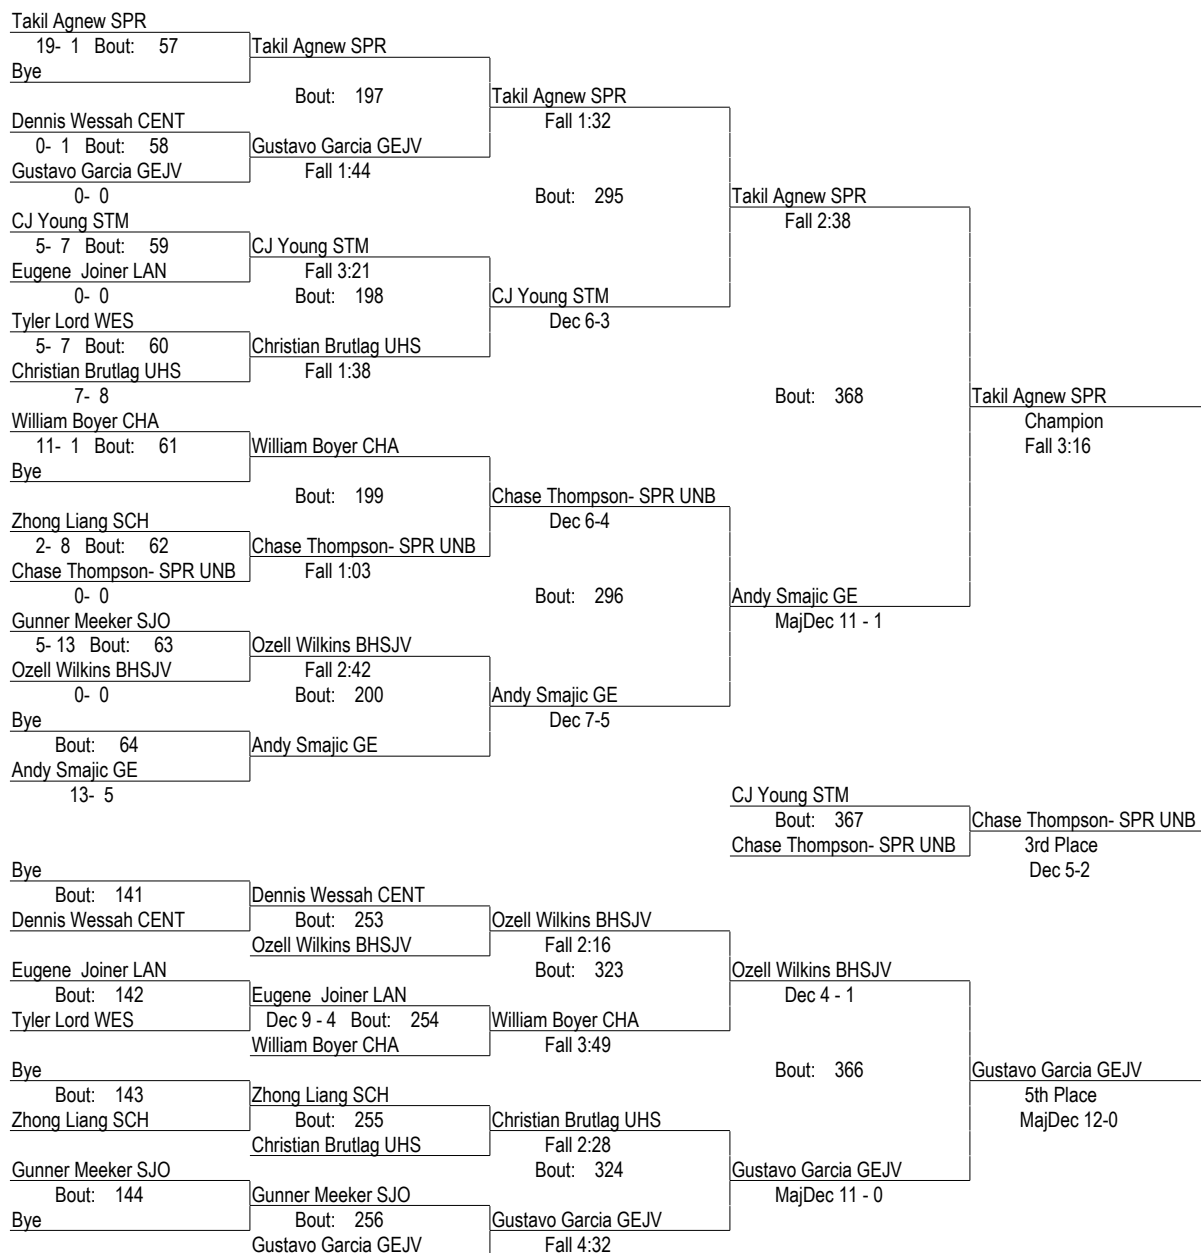 Takil Agnew SPR
19- 1 Bout: 57 Takil Agnew SPR
Bye
Bout: 197 Takil Agnew SPR
Dennis Wessah CENT Fall 1:32
0- 1 Bout: 58 Gustavo Garcia GEJV
Gustavo Garcia GEJV Fall 1:44
0- 0 Bout: 295 Takil Agnew SPR
CJ Young STM Fall 2:38
5- 7 Bout: 59 CJ Young STM
Eugene Joiner LAN Fall 3:21
0- 0 Bout: 198 CJ Young STM
Tyler Lord WES Dec 6-3
5- 7 Bout: 60 Christian Brutlag UHS
Christian Brutlag UHS Fall 1:38
7- 8 Bout: 368 Takil Agnew SPR
William Boyer CHA Champion
11- 1 Bout: 61 William Boyer CHA Fall 3:16
Bye
Bout: 199 Chase Thompson- SPR UNB
Zhong Liang SCH Dec 6-4
2- 8 Bout: 62 Chase Thompson- SPR UNB
Chase Thompson- SPR UNB Fall 1:03
0- 0 Bout: 296 Andy Smajic GE
Gunner Meeker SJO MajDec 11 - 1
5- 13 Bout: 63 Ozell Wilkins BHSJV
Ozell Wilkins BHSJV Fall 2:42
0- 0 Bout: 200 Andy Smajic GE
Bye Dec 7-5
Bout: 64 Andy Smajic GE
Andy Smajic GE
13- 5 CJ Young STM
Bout: 367 Chase Thompson- SPR UNB
Chase Thompson- SPR UNB 3rd Place
Bye Dec 5-2
Bout: 141 Dennis Wessah CENT
Dennis Wessah CENT Bout: 253 Ozell Wilkins BHSJV
Ozell Wilkins BHSJV Fall 2:16
Eugene Joiner LAN Bout: 323 Ozell Wilkins BHSJV
Bout: 142 Eugene Joiner LAN Dec 4 - 1
Tyler Lord WES Dec 9 - 4 Bout: 254 William Boyer CHA
William Boyer CHA Fall 3:49
Bye Bout: 366 Gustavo Garcia GEJV
Bout: 143 Zhong Liang SCH 5th Place
Zhong Liang SCH Bout: 255 Christian Brutlag UHS MajDec 12-0
Christian Brutlag UHS Fall 2:28
Gunner Meeker SJO Bout: 324 Gustavo Garcia GEJV
Bout: 144 Gunner Meeker SJO MajDec 11 - 0
Bye Bout: 256 Gustavo Garcia GEJV
Gustavo Garcia GEJV Fall 4:32